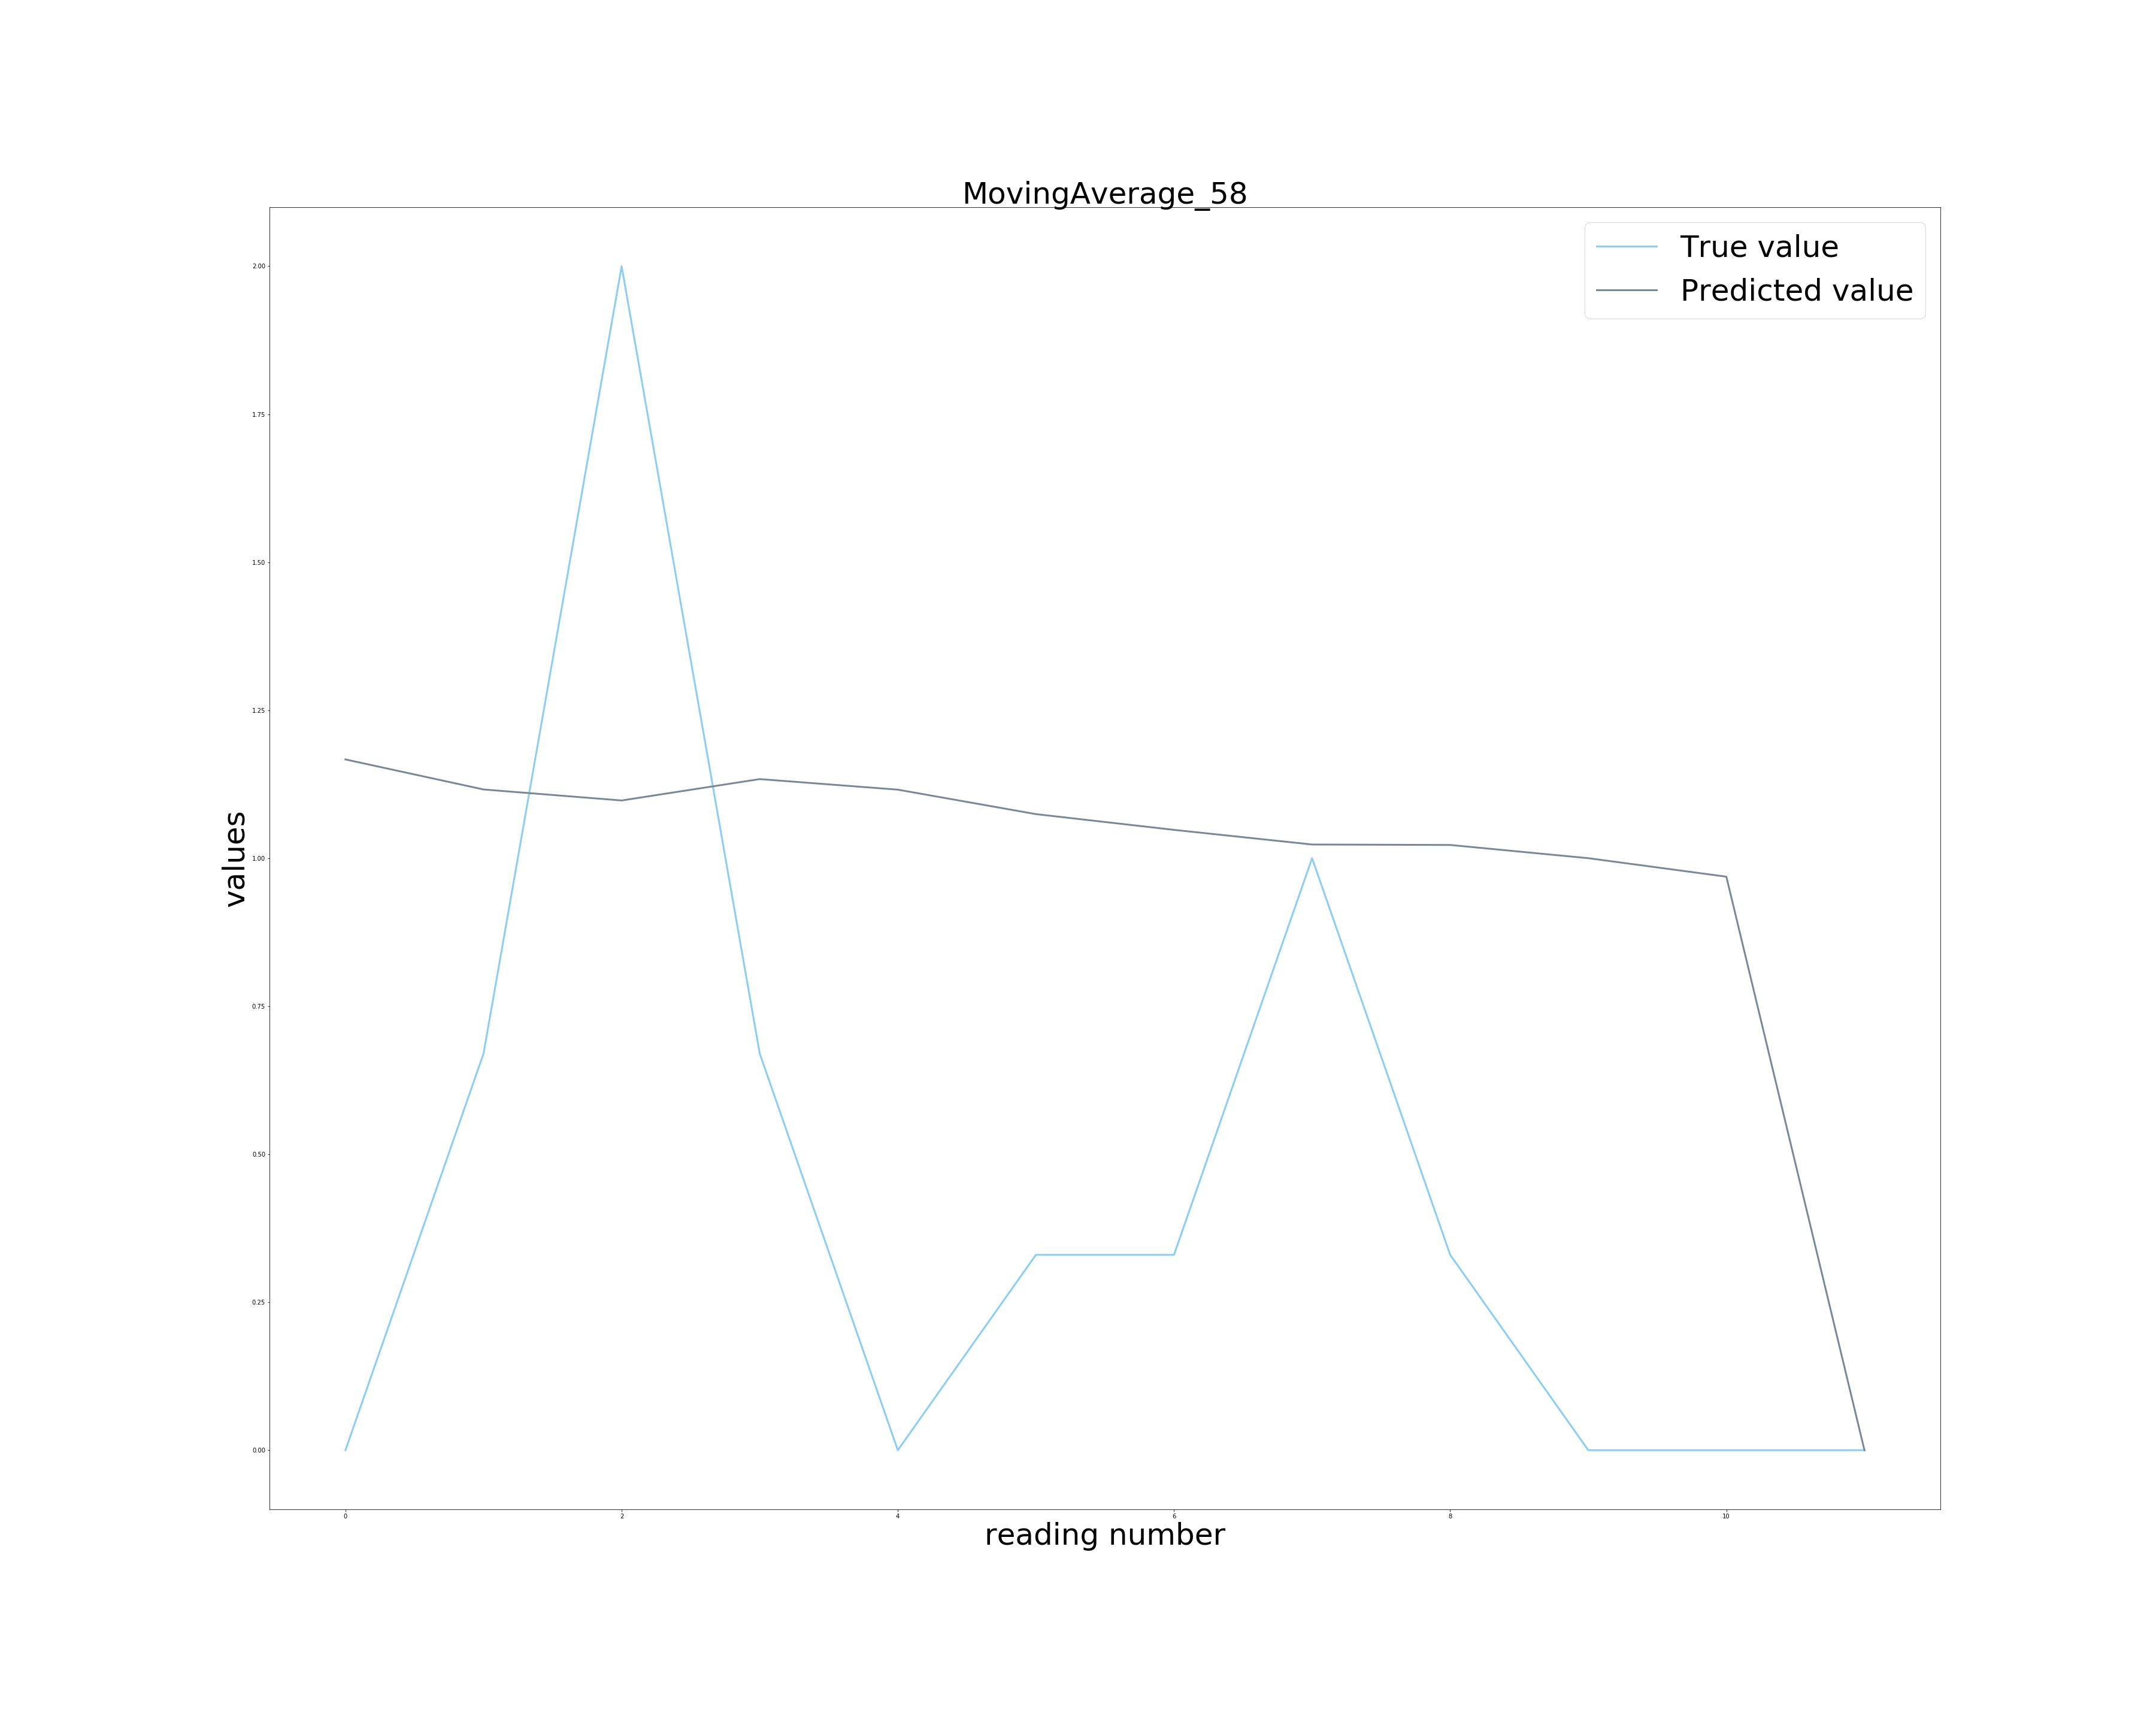 MovingAverage_58
True value
Predicted value
2.00
1.75
1.50
1.25
1.00
0.75
0.50
0.25
0.00
values
0 2 4 6 8 10
reading number